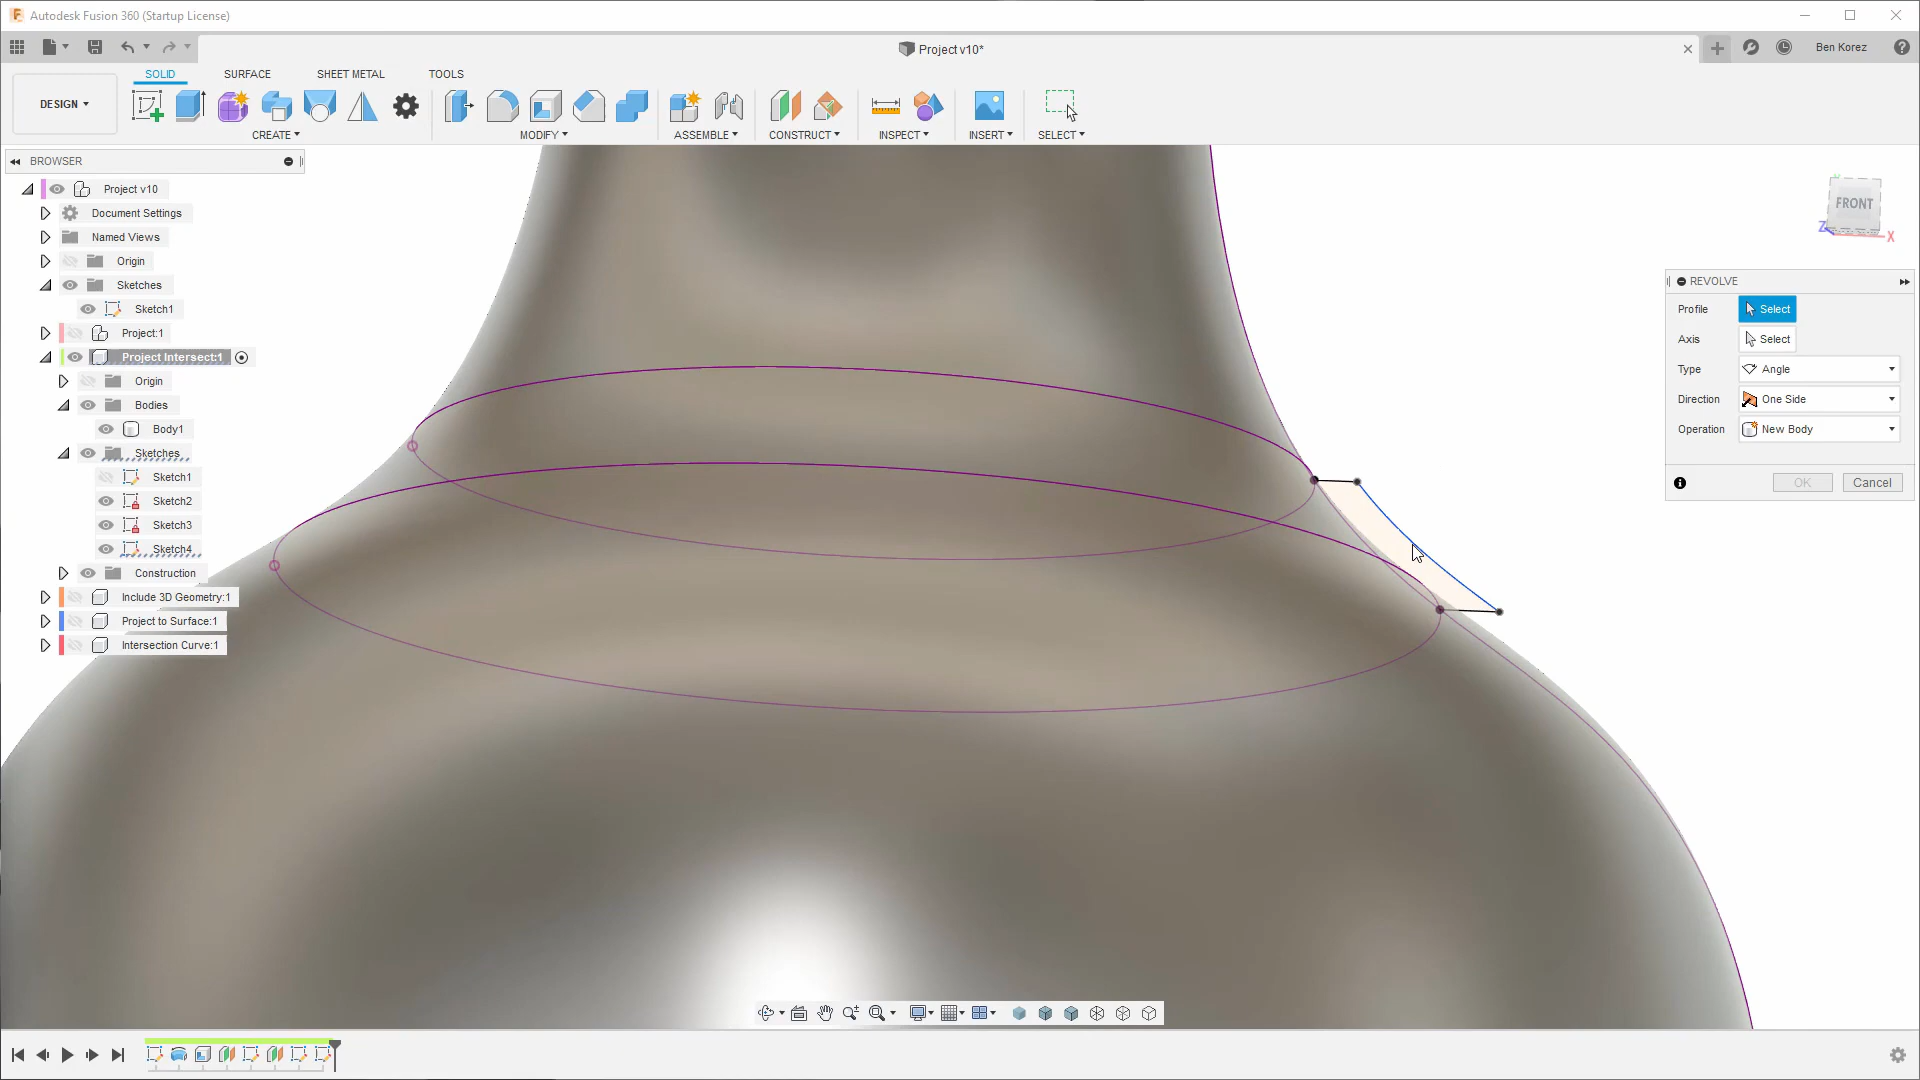 Autodesk Fusion 360 (Startup License)
Project v10*
Ben Korez
DESIGN
SOLID
SURFACE
SHEET METAL
TOOLS
CREATE
MODIFY
ASSEMBLE
CONSTRUCT
INSPECT
INSERT
SELECT
BROWSER
Project v10
Document Settings
Named Views
Origin
Sketches
Sketch1
Project:1
Project Intersect:1
Origin
Bodies
Body1
Sketches
Sketch1
Sketch2
Sketch3
Sketch4
Construction
Include 3D Geometry:1
Project to Surface:1
Intersection Curve:1
FRONT
Z
X
REVOLVE
Profile Select
Axis Select
Type Angle
Direction One Side
Operation New Body
OK Cancel